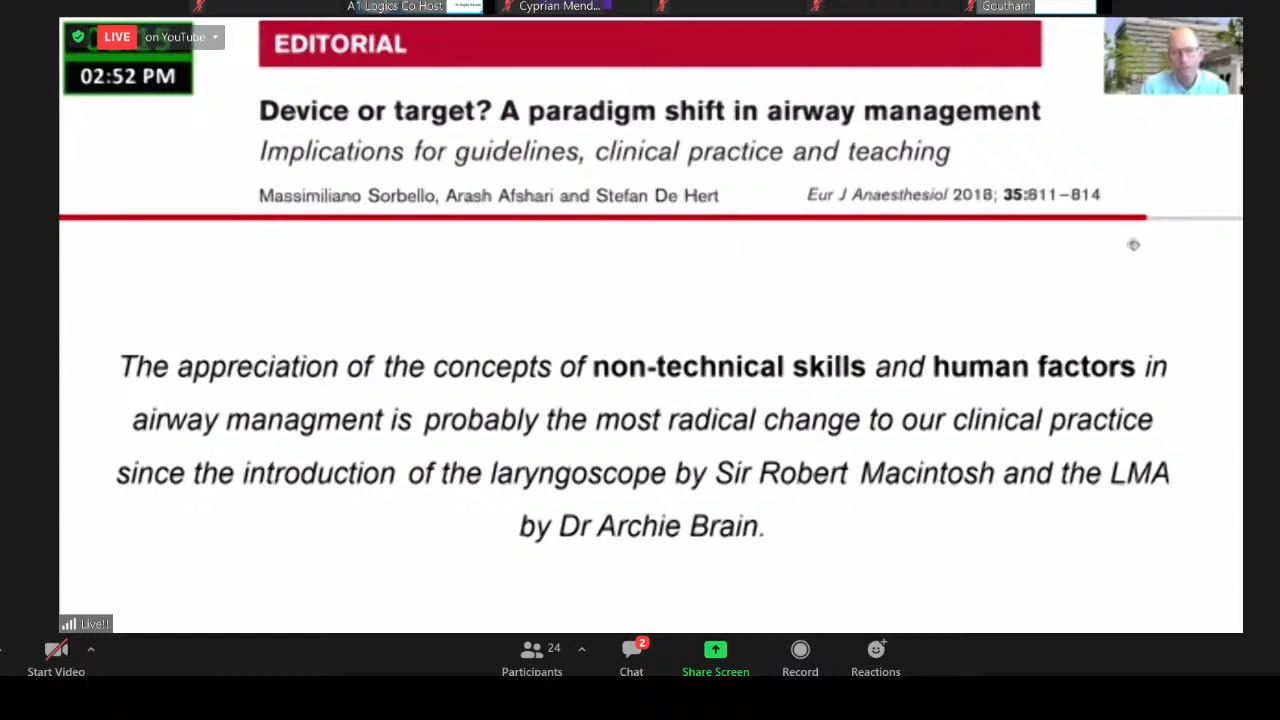 A1 Logics Co Host
Cyprian Mend...
Goutham
LIVE on YouTube
02:52 PM
EDITORIAL
Device or target? A paradigm shift in airway management
Implications for guidelines, clinical practice and teaching
Massimiliano Sorbello, Arash Afshari and Stefan De Hert
Eur J Anaesthesiol 2018; 35:811–814
The appreciation of the concepts of non-technical skills and human factors in
airway managment is probably the most radical change to our clinical practice
since the introduction of the laryngoscope by Sir Robert Macintosh and the LMA
by Dr Archie Brain.
Live!!
Start Video
24
Participants
2
Chat
Share Screen
Record
Reactions